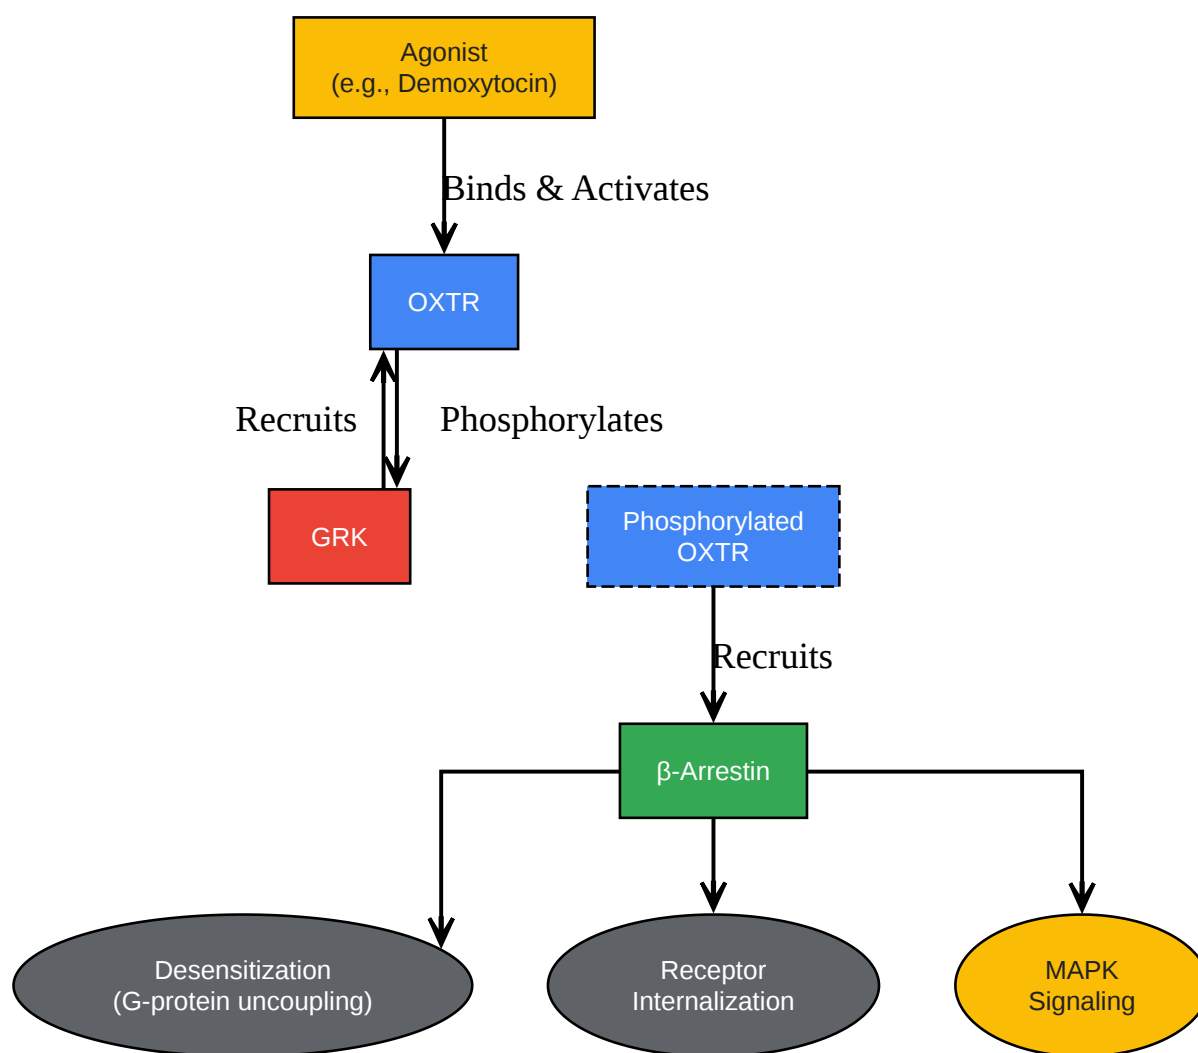 Agonist
(e.g., Demoxytocin)
Binds & Activates
OXTR
Recruits
Phosphorylates
GRK
Phosphorylated
OXTR
Recruits
β-Arrestin
Desensitization
(G-protein uncoupling)
Receptor
Internalization
MAPK
Signaling